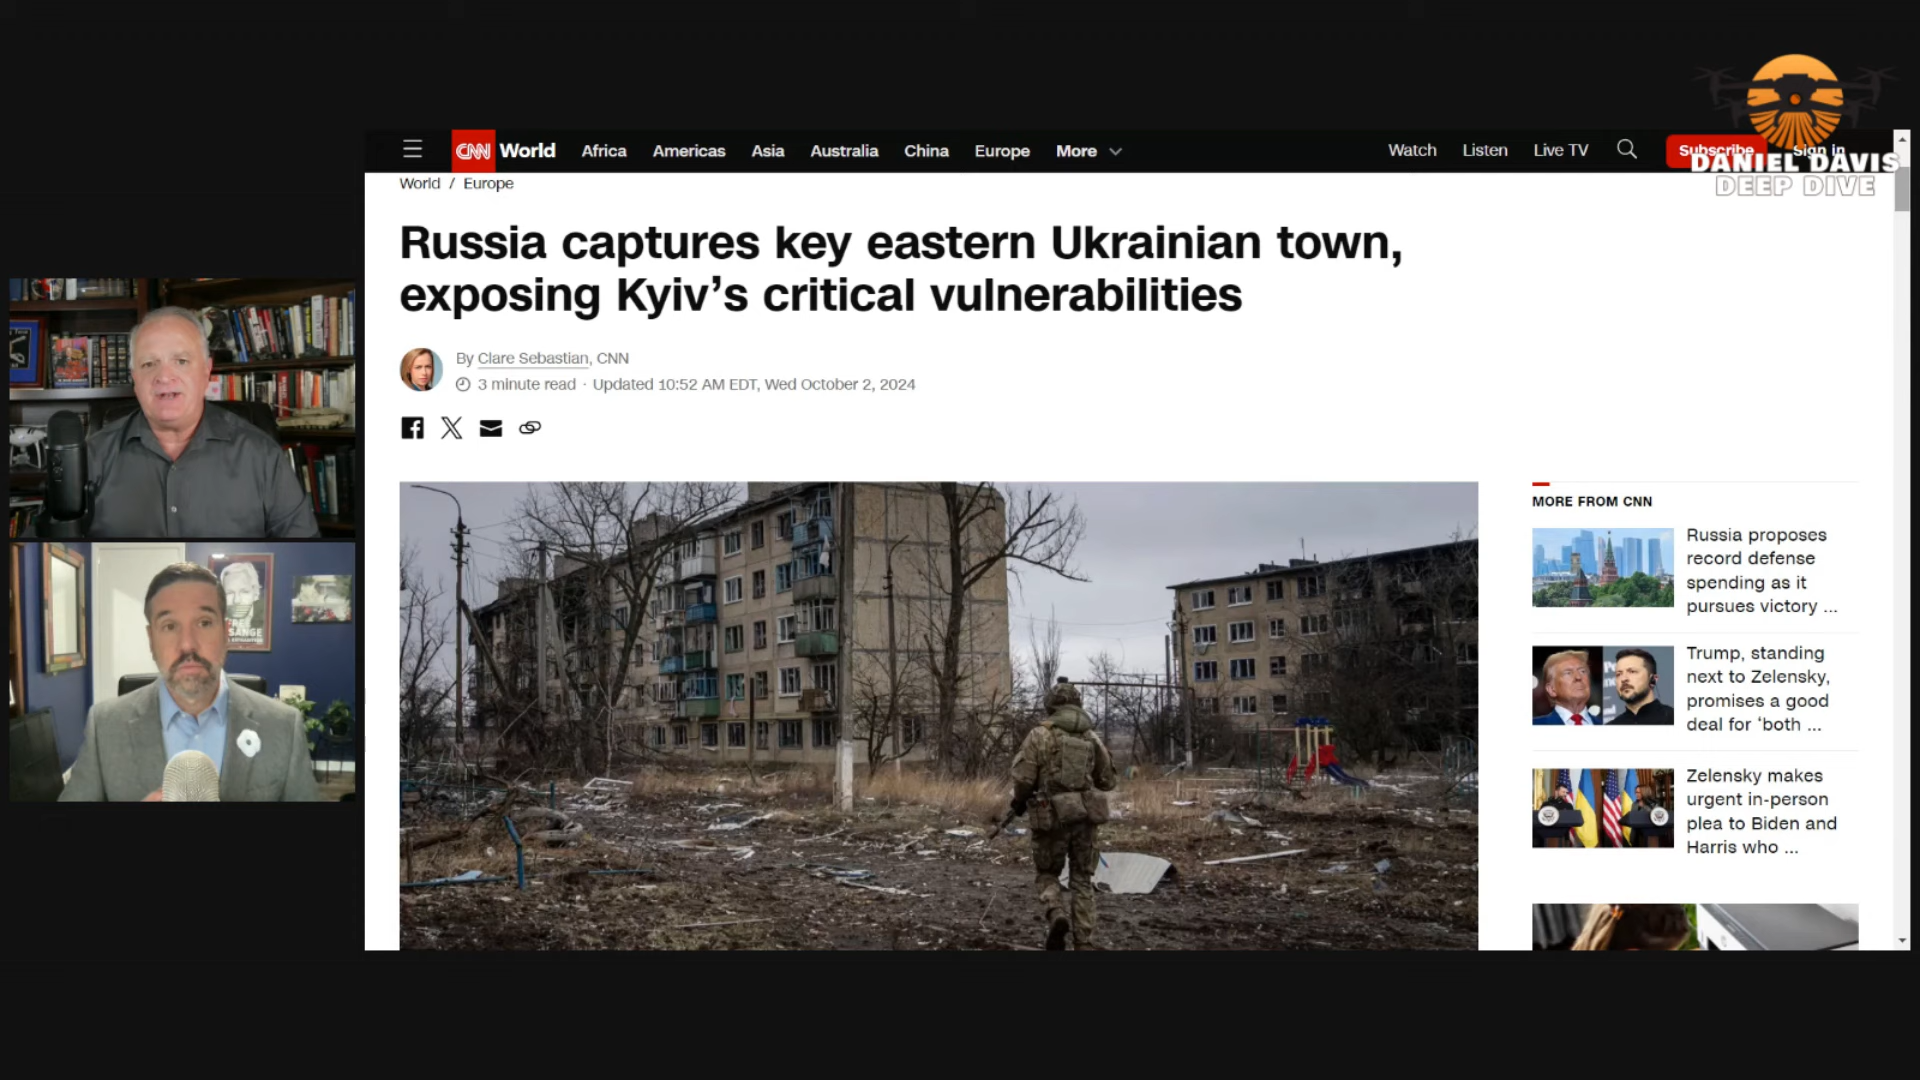 DANIEL DAVIS
DEEP DIVE
CNN World Africa Americas Asia Australia China Europe More
Watch Listen Live TV Subscribe Sign in
World / Europe
Russia captures key eastern Ukrainian town,
exposing Kyiv's critical vulnerabilities
By Clare Sebastian, CNN
3 minute read · Updated 10:52 AM EDT, Wed October 2, 2024
MORE FROM CNN
Russia proposes
record defense
spending as it
pursues victory ...
Trump, standing
next to Zelensky,
promises a good
deal for ‘both ...
Zelensky makes
urgent in-person
plea to Biden and
Harris who ...